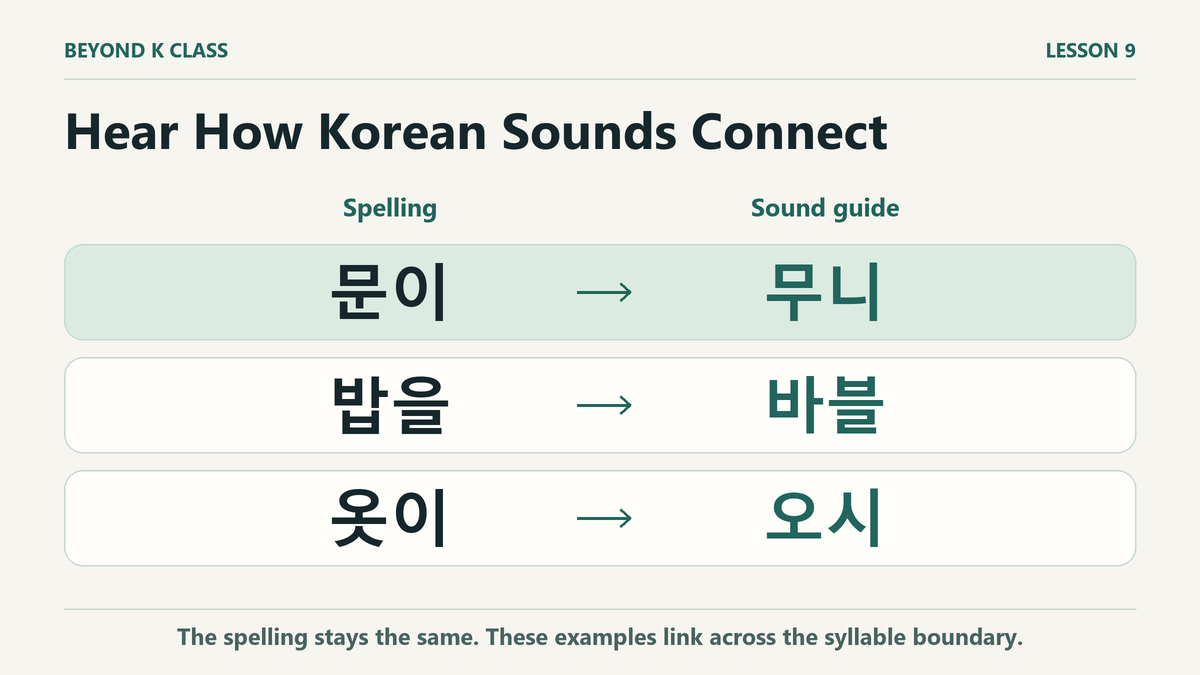 BEYOND K CLASS
LESSON 9
Hear How Korean Sounds Connect
Spelling
Sound guide
문이 → 무니
밥을 → 바블
옷이 → 오시
The spelling stays the same. These examples link across the syllable boundary.